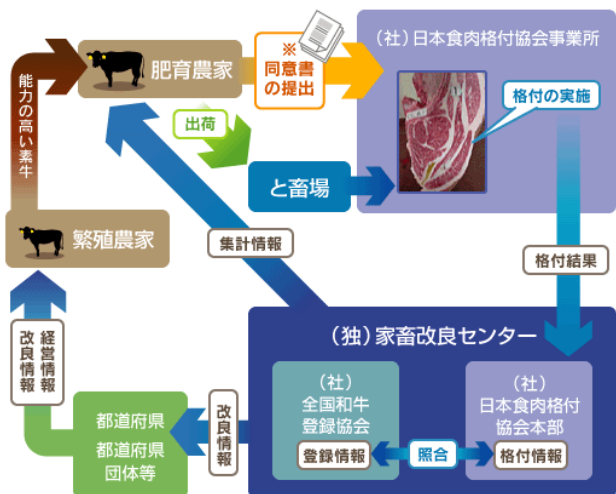 肥育農家
※
同意書
の提出
(社)日本食肉格付協会事業所
格付の実施
能力の高い素牛
出荷
と畜場
繁殖農家
集計情報
格付結果
(独)家畜改良センター
経営情報
改良情報
都道府県
都道府県
団体等
改良情報
(社)
全国和牛
登録協会
登録情報
照合
(社)
日本食肉格付
協会本部
格付情報